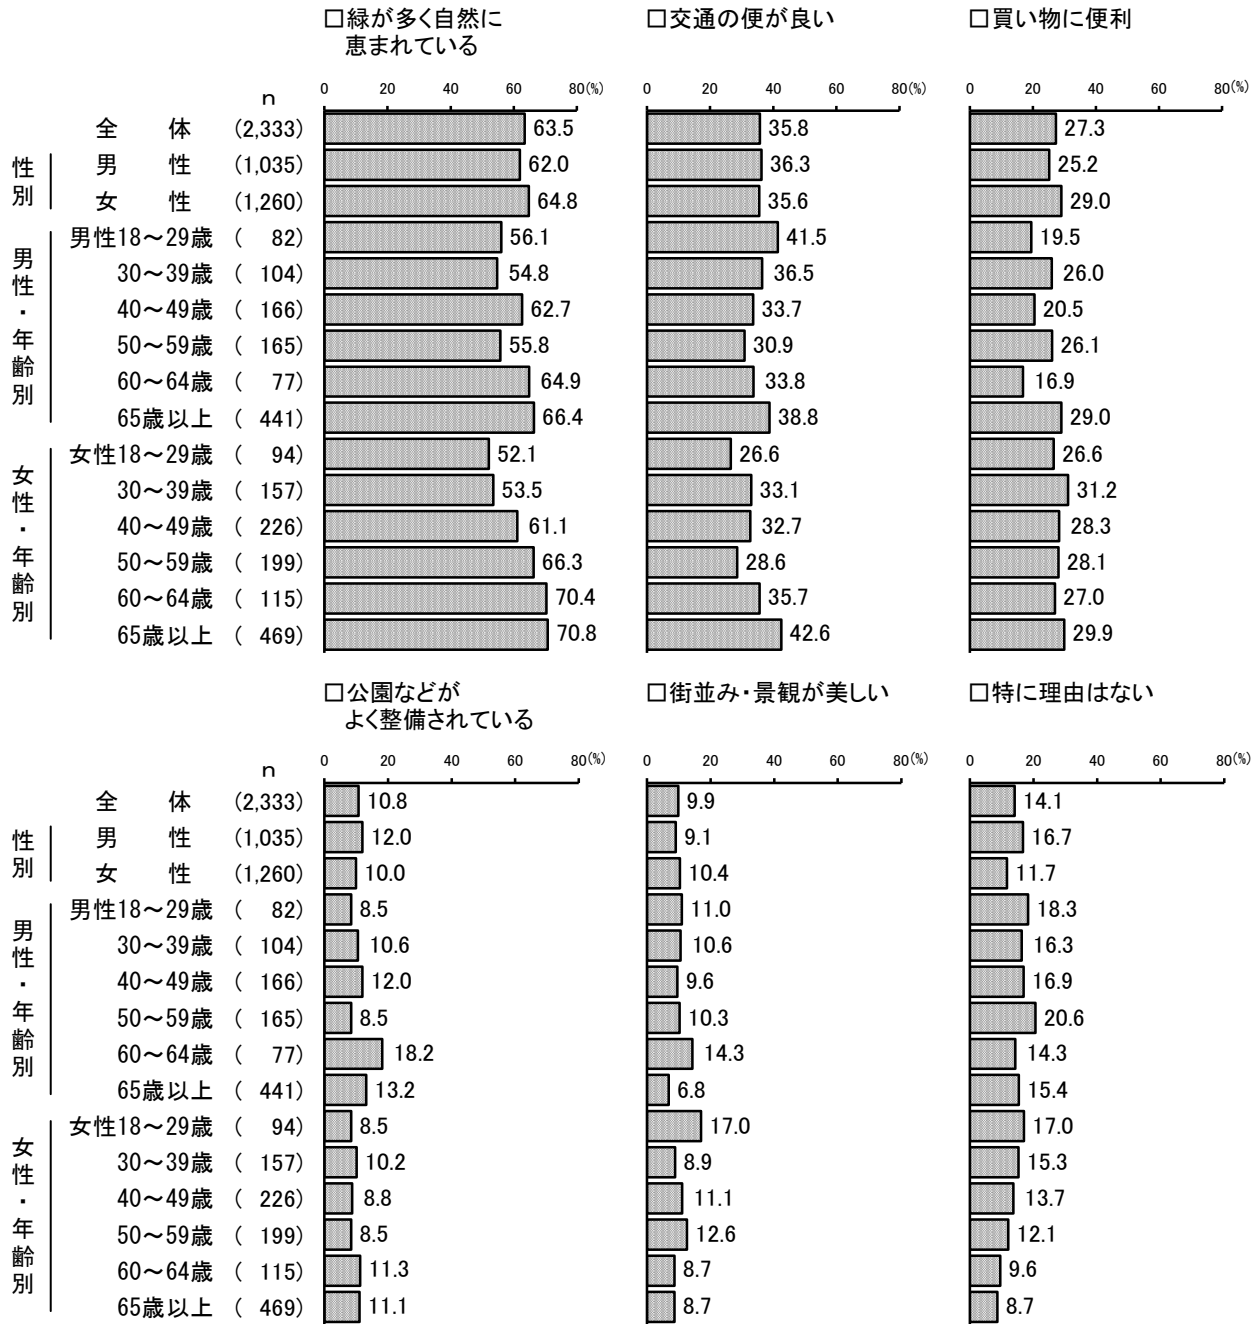 □緑が多く自然に □交通の便が良い □買い物に便利
恵まれている
0 20 40 60 80(%) 0 20 40 60 80(%) 0 20 40 60 80(%)
n
全 体 (2,333) 63.5 35.8 27.3
性別
男 性 (1,035) 62.0 36.3 25.2
女 性 (1,260) 64.8 35.6 29.0
男性・年齢別
男性18～29歳 ( 82) 56.1 41.5 19.5
30～39歳 ( 104) 54.8 36.5 26.0
40～49歳 ( 166) 62.7 33.7 20.5
50～59歳 ( 165) 55.8 30.9 26.1
60～64歳 ( 77) 64.9 33.8 16.9
65歳以上 ( 441) 66.4 38.8 29.0
女性・年齢別
女性18～29歳 ( 94) 52.1 26.6 26.6
30～39歳 ( 157) 53.5 33.1 31.2
40～49歳 ( 226) 61.1 32.7 28.3
50～59歳 ( 199) 66.3 28.6 28.1
60～64歳 ( 115) 70.4 35.7 27.0
65歳以上 ( 469) 70.8 42.6 29.9
□公園などが □街並み・景観が美しい □特に理由はない
よく整備されている
0 20 40 60 80(%) 0 20 40 60 80(%) 0 20 40 60 80(%)
n
全 体 (2,333) 10.8 9.9 14.1
性別
男 性 (1,035) 12.0 9.1 16.7
女 性 (1,260) 10.0 10.4 11.7
男性・年齢別
男性18～29歳 ( 82) 8.5 11.0 18.3
30～39歳 ( 104) 10.6 10.6 16.3
40～49歳 ( 166) 12.0 9.6 16.9
50～59歳 ( 165) 8.5 10.3 20.6
60～64歳 ( 77) 18.2 14.3 14.3
65歳以上 ( 441) 13.2 6.8 15.4
女性・年齢別
女性18～29歳 ( 94) 8.5 17.0 17.0
30～39歳 ( 157) 10.2 8.9 15.3
40～49歳 ( 226) 8.8 11.1 13.7
50～59歳 ( 199) 8.5 12.6 12.1
60～64歳 ( 115) 11.3 8.7 9.6
65歳以上 ( 469) 11.1 8.7 8.7